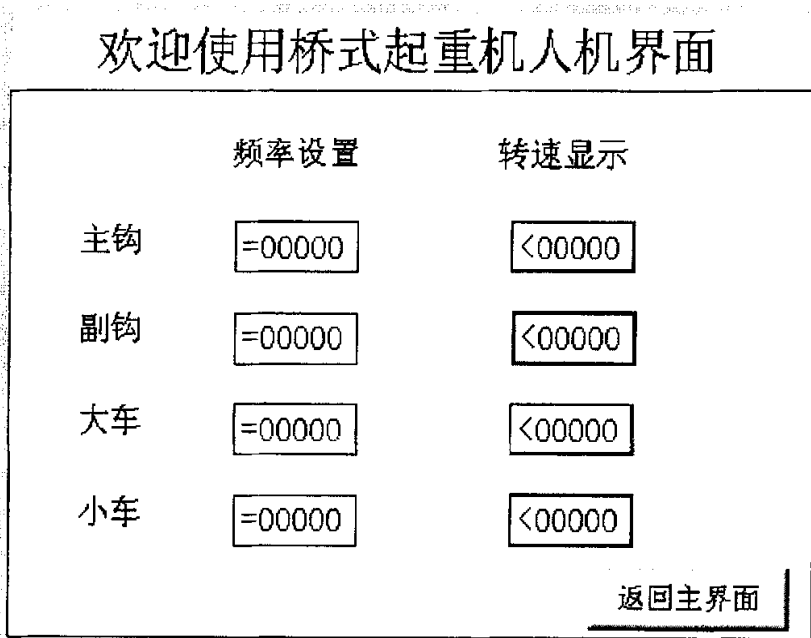 欢迎使用桥式起重机人机界面
频率设置 转速显示
主钩 =00000 <00000
副钩 =00000 <00000
大车 =00000 <00000
小车 =00000 <00000
返回主界面